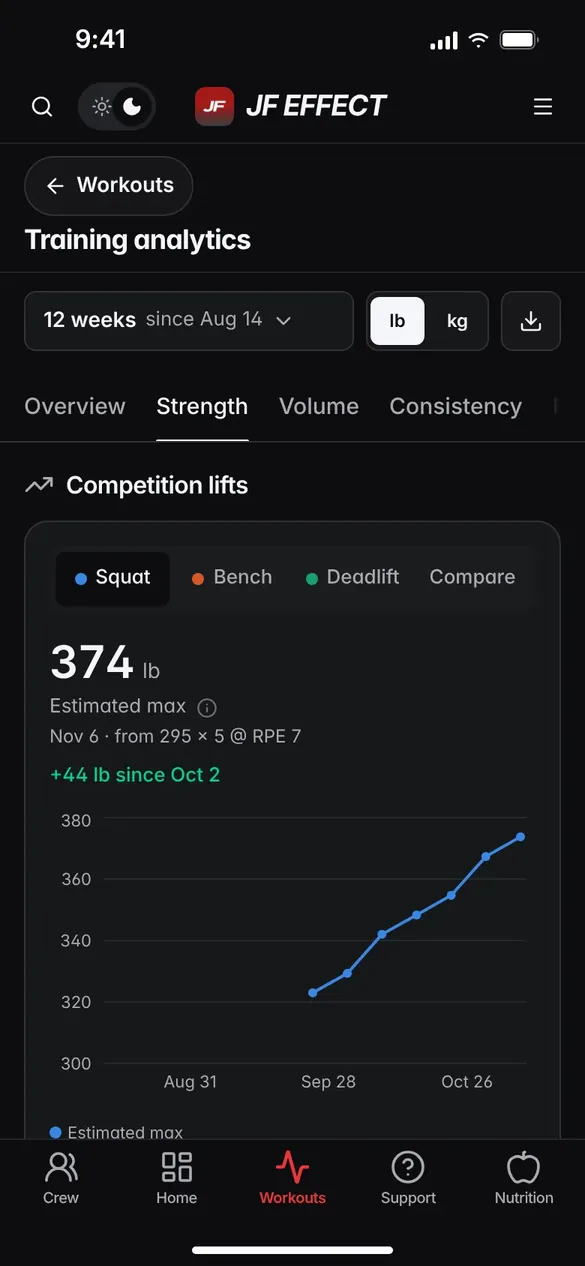 9:41
JF JF EFFECT
Workouts
Training analytics
12 weeks since Aug 14
lb kg
Overview Strength Volume Consistency
Competition lifts
Squat Bench Deadlift Compare
374 lb
Estimated max
Nov 6 · from 295 × 5 @ RPE 7
+44 lb since Oct 2
380
360
340
320
300
Aug 31 Sep 28 Oct 26
Estimated max
Crew Home Workouts Support Nutrition